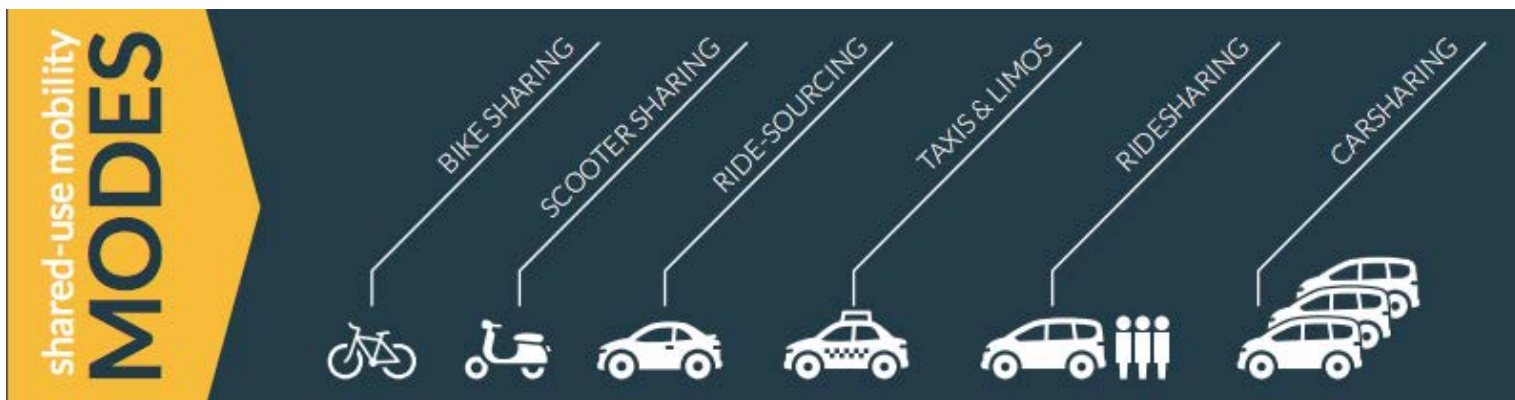 shared-use mobility
MODES
BIKE SHARING
SCOOTER SHARING
RIDE-SOURCING
TAXIS & LIMOS
RIDESHARING
CARSHARING